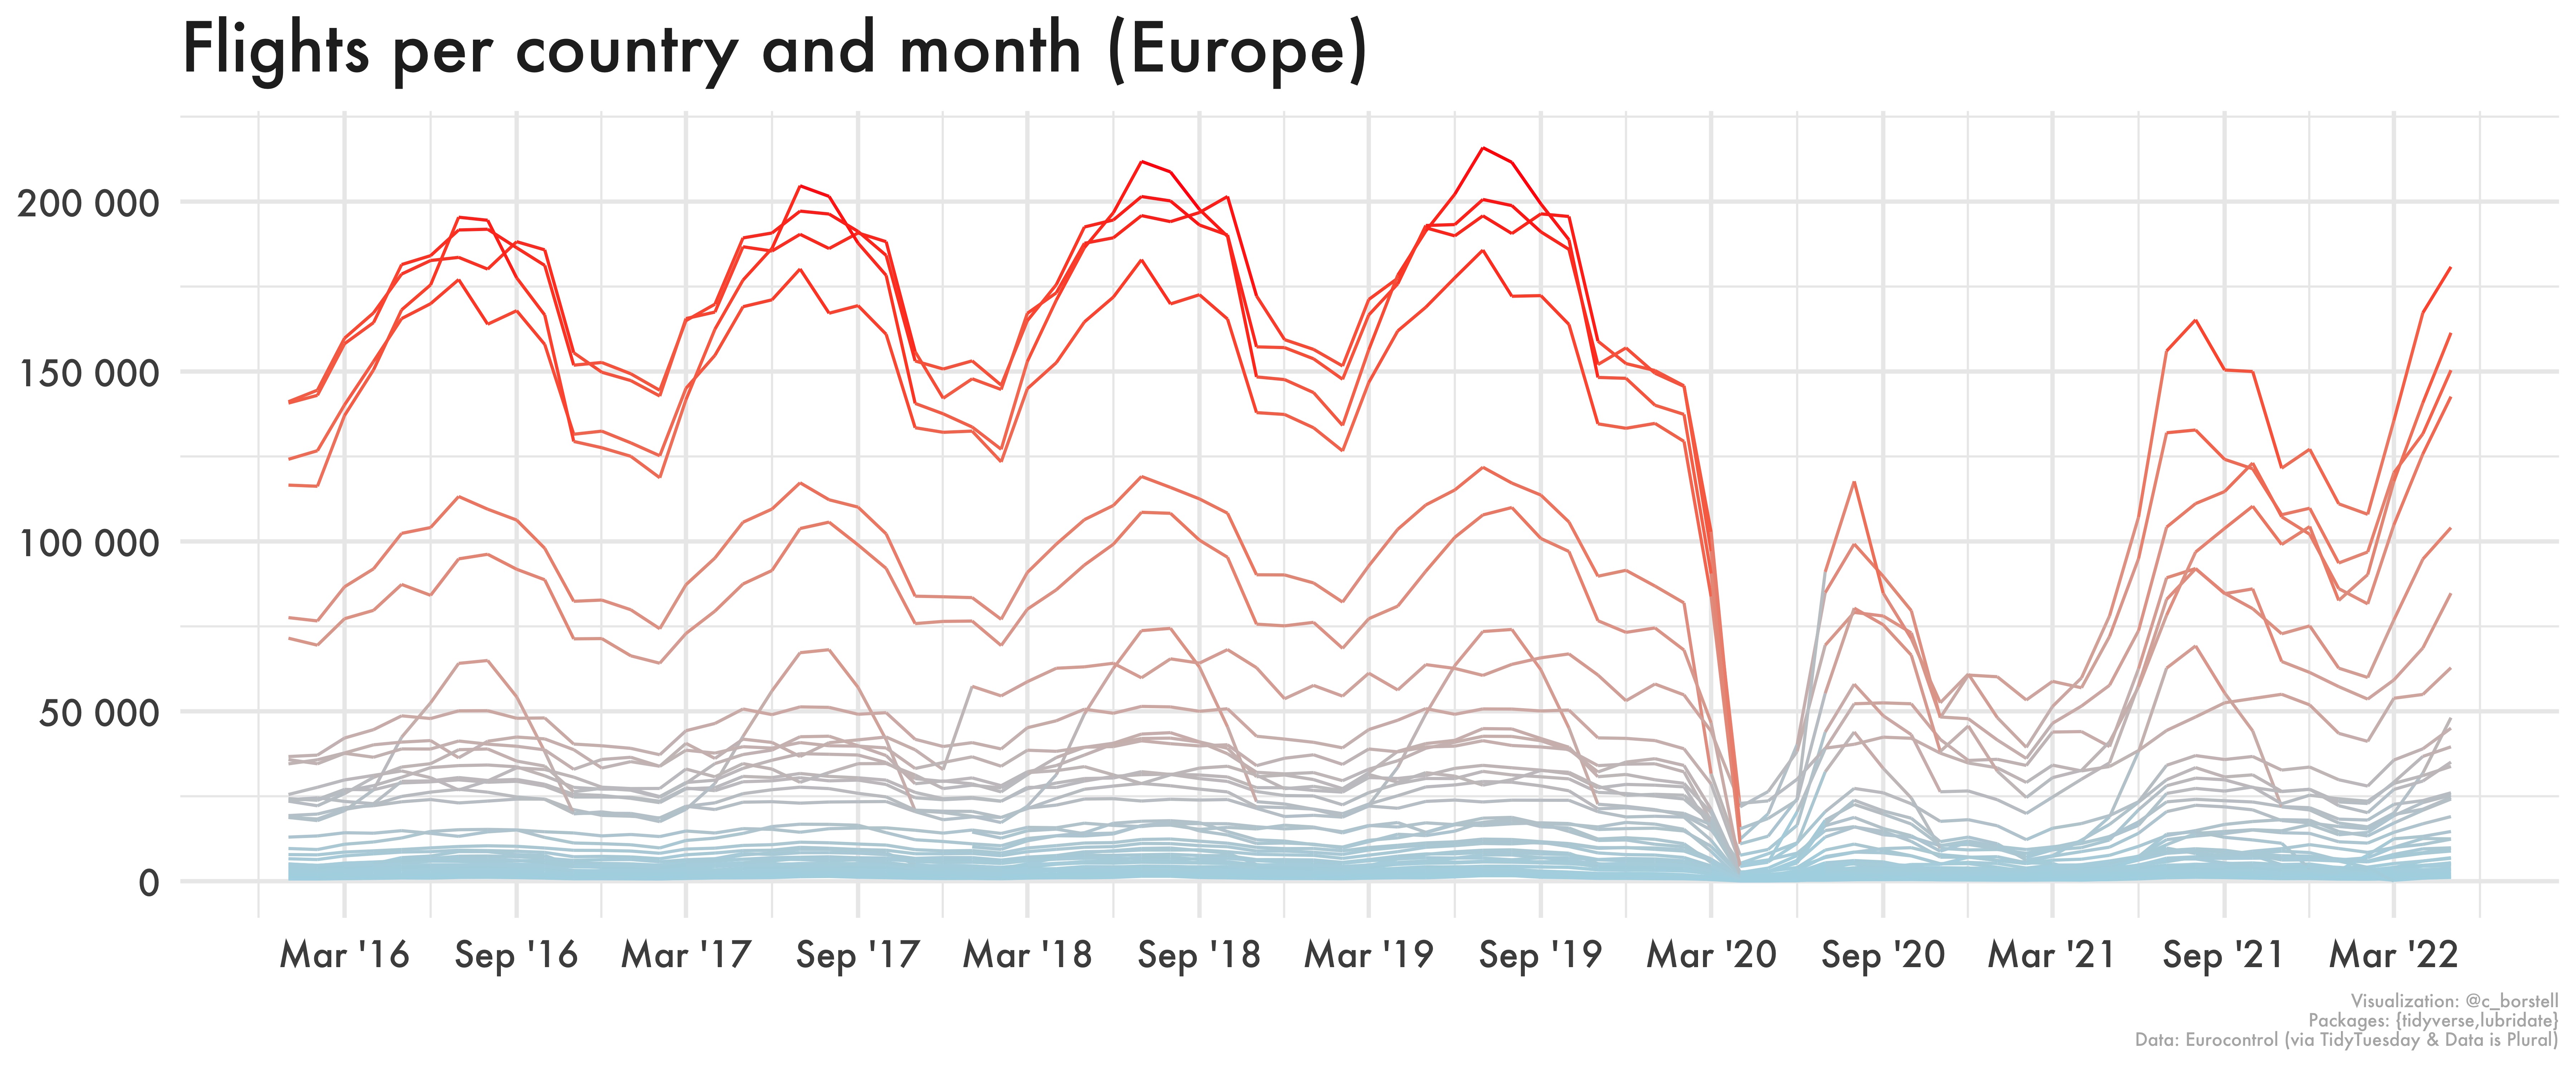 Flights per country and month (Europe)
200 000
150 000
100 000
50 000
0
Mar '16 Sep '16 Mar '17 Sep '17 Mar '18 Sep '18 Mar '19 Sep '19 Mar '20 Sep '20 Mar '21 Sep '21 Mar '22
Visualization: @c_borstell
Packages: {tidyverse,lubridate}
Data: Eurocontrol (via TidyTuesday & Data is Plural)